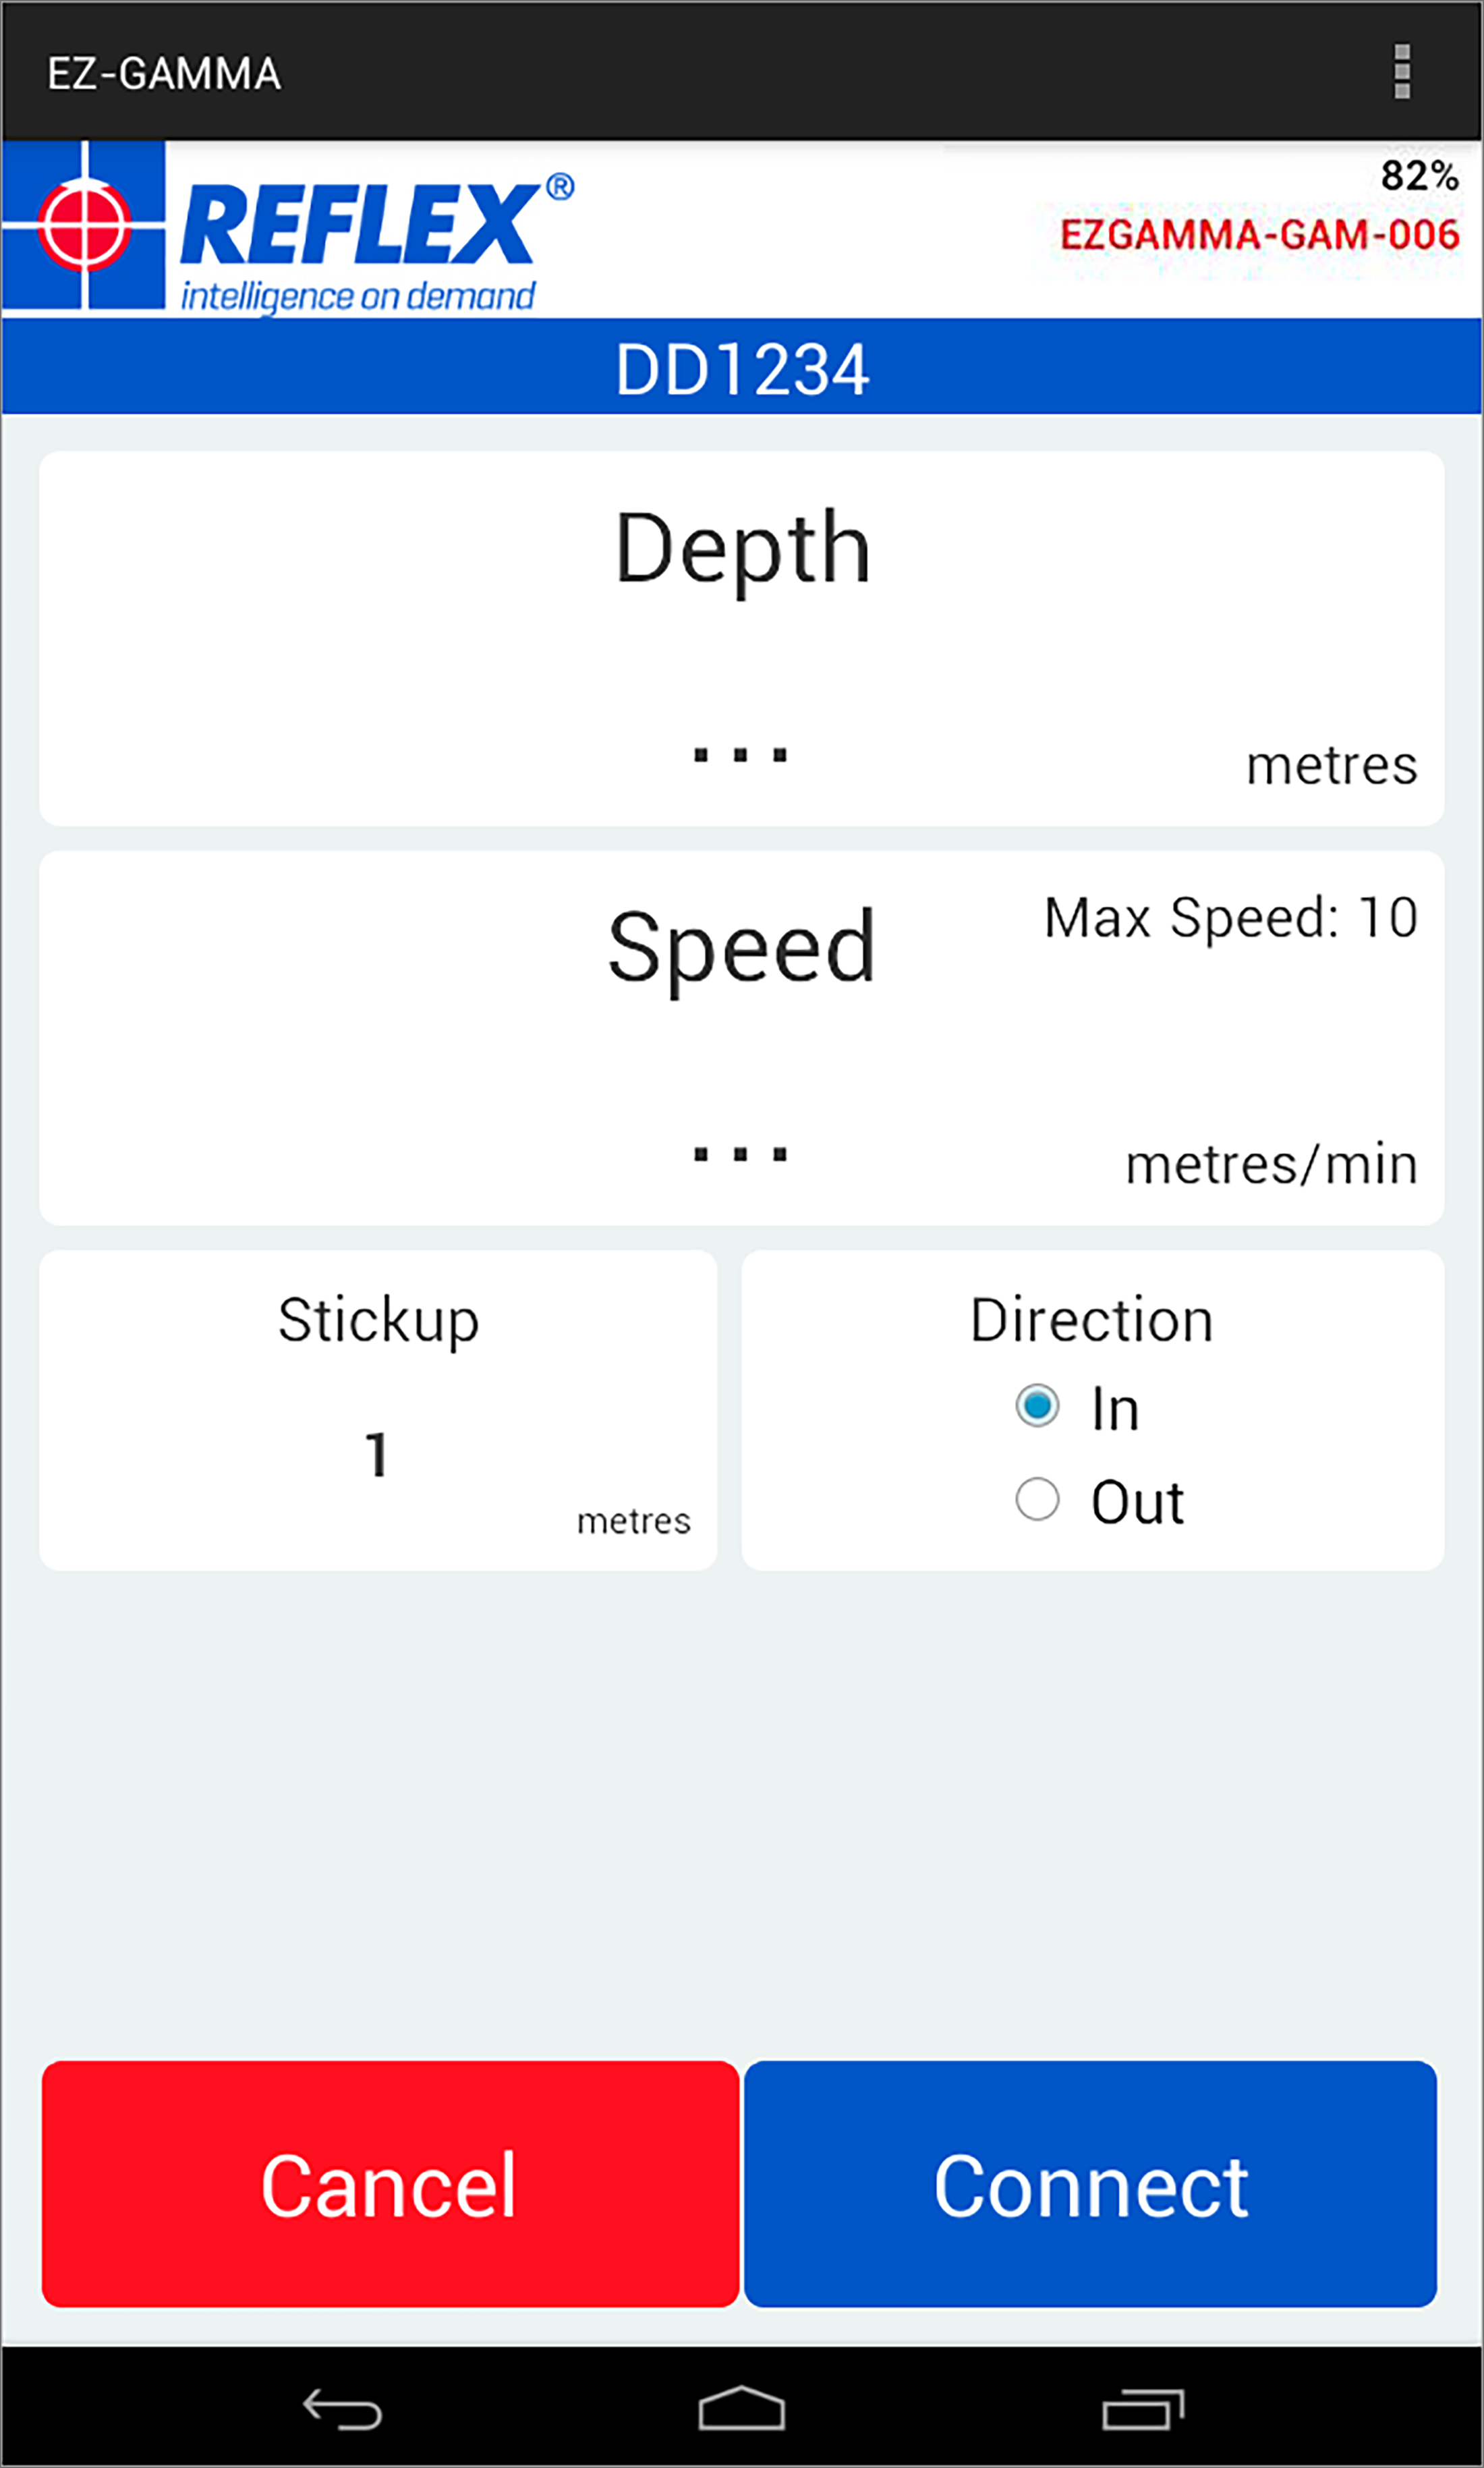 EZ-GAMMA
REFLEX®
intelligence on demand
82%
EZGAMMA-GAM-006
DD1234
Depth
...
metres
Speed
Max Speed: 10
...
metres/min
Stickup
1
metres
Direction
In
Out
Cancel
Connect